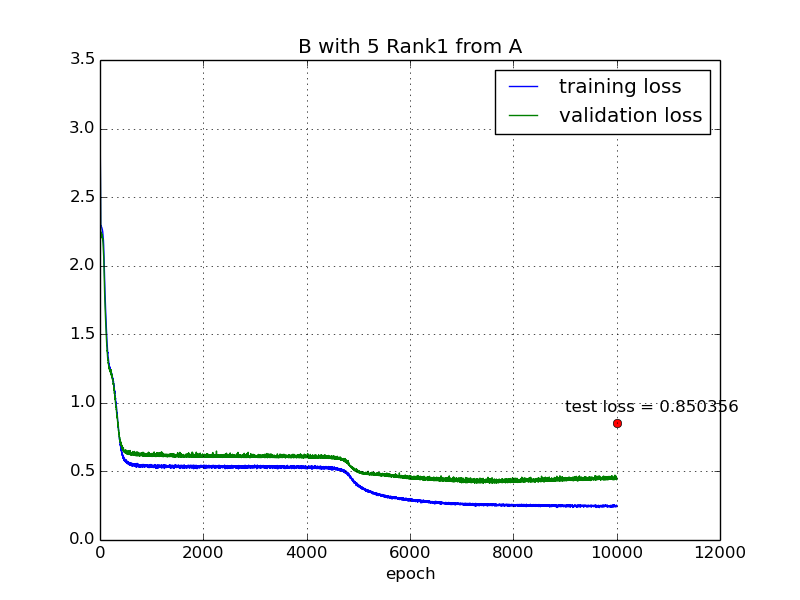 B with 5 Rank1 from A
3.5
3.0
2.5
2.0
1.5
1.0
0.5
0.0
training loss
validation loss
test loss = 0.850356
0 2000 4000 6000 8000 10000 12000
epoch